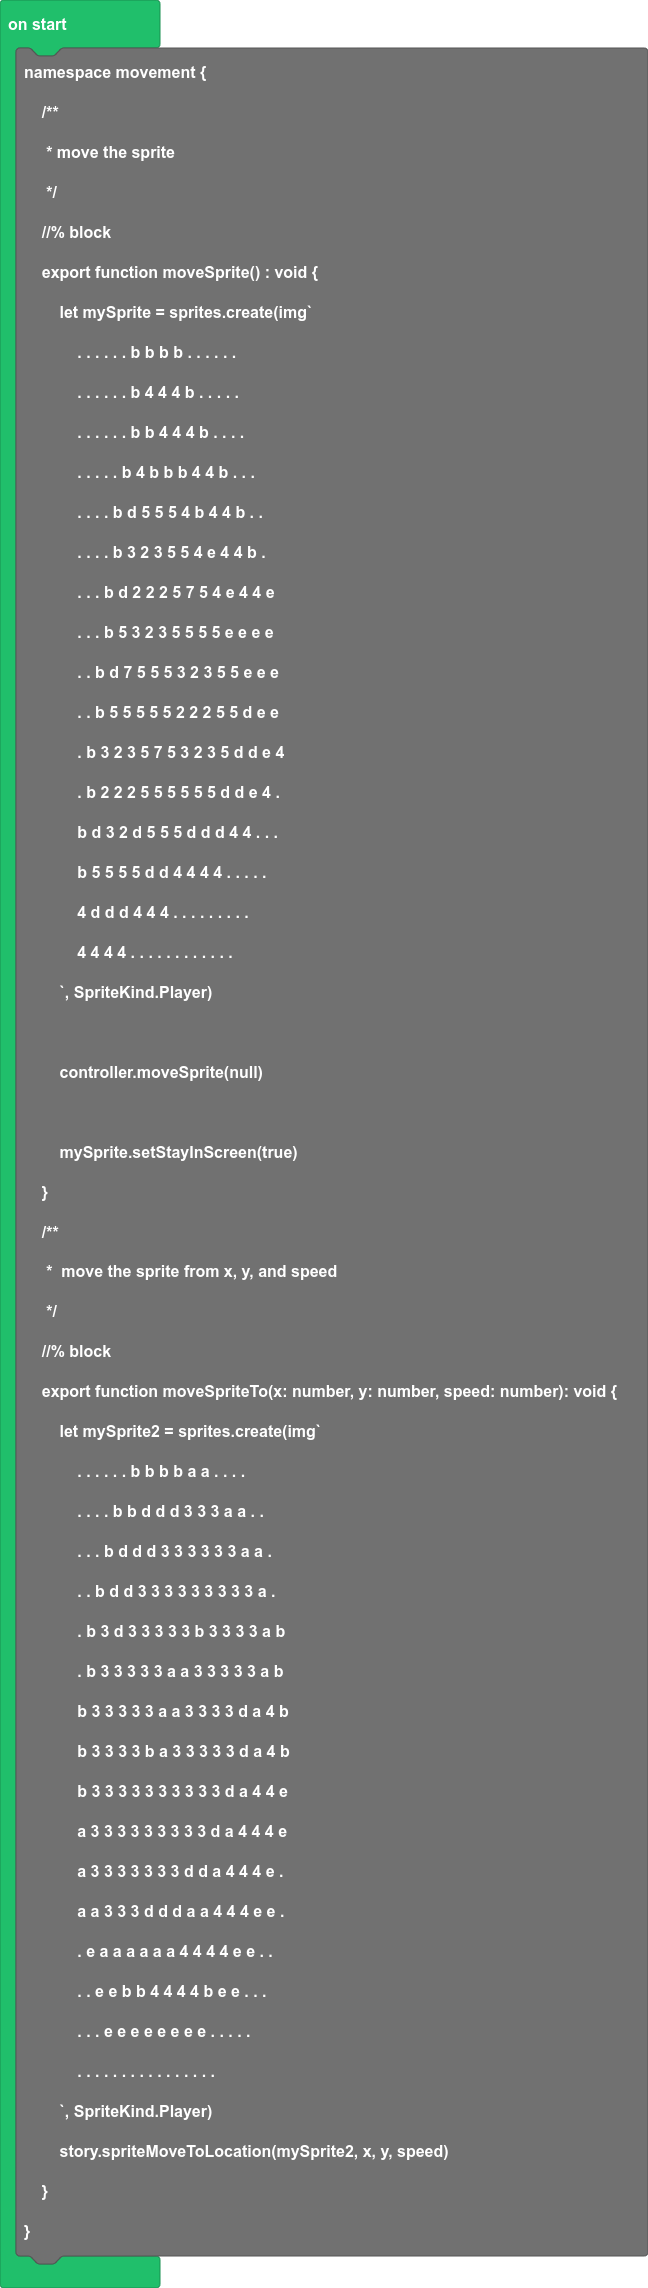 on start
namespace movement {
/**
* move the sprite
*/
//% block
export function moveSprite() : void {
let mySprite = sprites.create(img`
. . . . . . b b b b . . . . . .
. . . . . . b 4 4 4 b . . . . .
. . . . . . b b 4 4 4 b . . . .
. . . . . b 4 b b b 4 4 b . . .
. . . . b d 5 5 5 4 b 4 4 b . .
. . . . b 3 2 3 5 5 4 e 4 4 b .
. . . b d 2 2 2 5 7 5 4 e 4 4 e
. . . b 5 3 2 3 5 5 5 5 e e e e
. . b d 7 5 5 5 3 2 3 5 5 e e e
. . b 5 5 5 5 5 2 2 2 5 5 d e e
. b 3 2 3 5 7 5 3 2 3 5 d d e 4
. b 2 2 2 5 5 5 5 5 5 d d e 4 .
b d 3 2 d 5 5 5 d d d 4 4 . . .
b 5 5 5 5 d d 4 4 4 4 . . . . .
4 d d d 4 4 4 . . . . . . . . .
4 4 4 4 . . . . . . . . . . . .
`, SpriteKind.Player)
controller.moveSprite(null)
mySprite.setStayInScreen(true)
}
/**
*  move the sprite from x, y, and speed
*/
//% block
export function moveSpriteTo(x: number, y: number, speed: number): void {
let mySprite2 = sprites.create(img`
. . . . . . b b b b a a . . . .
. . . . b b d d d 3 3 3 a a . .
. . . b d d d 3 3 3 3 3 3 a a .
. . b d d 3 3 3 3 3 3 3 3 3 a .
. b 3 d 3 3 3 3 3 b 3 3 3 3 a b
. b 3 3 3 3 3 a a 3 3 3 3 3 a b
b 3 3 3 3 3 a a 3 3 3 3 d a 4 b
b 3 3 3 3 b a 3 3 3 3 3 d a 4 b
b 3 3 3 3 3 3 3 3 3 3 d a 4 4 e
a 3 3 3 3 3 3 3 3 3 d a 4 4 4 e
a 3 3 3 3 3 3 3 d d a 4 4 4 e .
a a 3 3 3 d d d a a 4 4 4 e e .
. e a a a a a a 4 4 4 4 e e . .
. . e e b b 4 4 4 4 b e e . . .
. . . e e e e e e e e . . . . .
. . . . . . . . . . . . . . . .
`, SpriteKind.Player)
story.spriteMoveToLocation(mySprite2, x, y, speed)
}
}